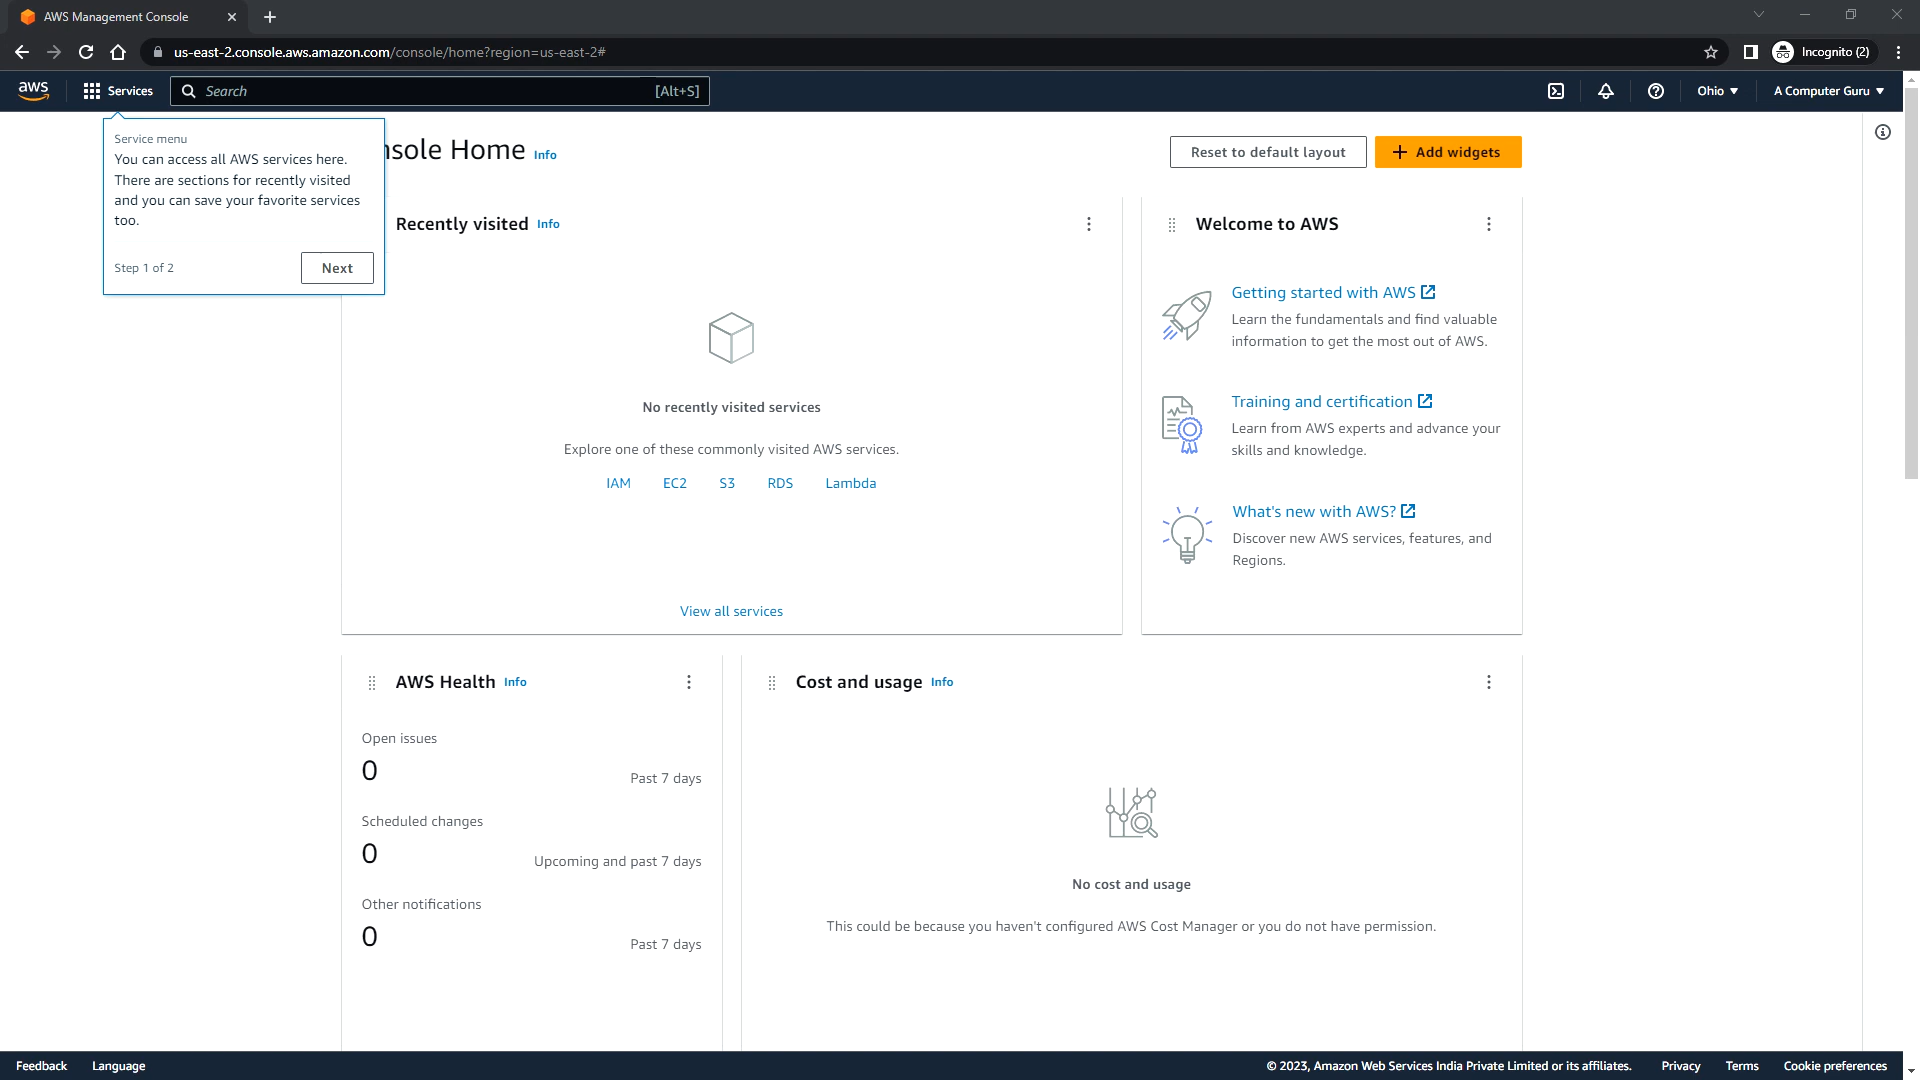 AWS Management Console
us-east-2.console.aws.amazon.com/console/home?region=us-east-2#
Incognito (2)
aws
Services
Search
[Alt+S]
Ohio
A Computer Guru
Service menu
You can access all AWS services here.
There are sections for recently visited
and you can save your favorite services
too.
Step 1 of 2
Next
nsole Home Info
Reset to default layout
Add widgets
Recently visited Info
No recently visited services
Explore one of these commonly visited AWS services.
IAM EC2 S3 RDS Lambda
View all services
Welcome to AWS
Getting started with AWS
Learn the fundamentals and find valuable
information to get the most out of AWS.
Training and certification
Learn from AWS experts and advance your
skills and knowledge.
What's new with AWS?
Discover new AWS services, features, and
Regions.
AWS Health Info
Open issues
0
Past 7 days
Scheduled changes
0
Upcoming and past 7 days
Other notifications
0
Past 7 days
Cost and usage Info
No cost and usage
This could be because you haven't configured AWS Cost Manager or you do not have permission.
Feedback
Language
© 2023, Amazon Web Services India Private Limited or its affiliates.
Privacy
Terms
Cookie preferences